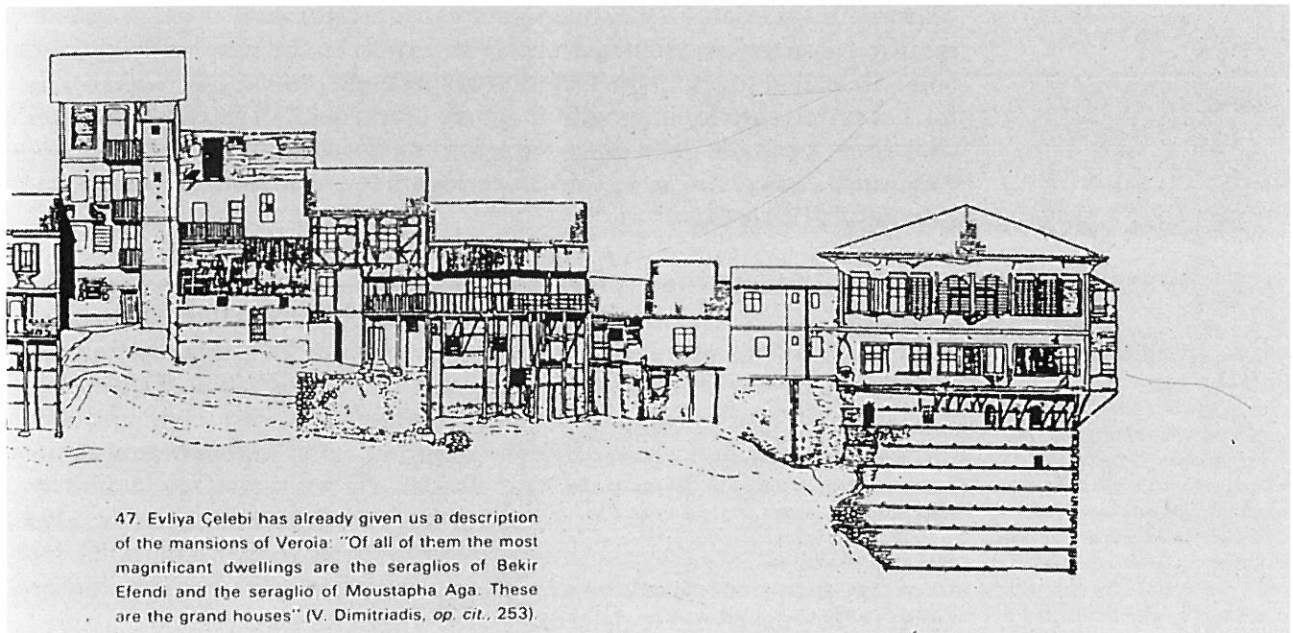 47. Evliya Çelebi has already given us a description
of the mansions of Veroia: "Of all of them the most
magnificent dwellings are the seraglios of Bekir
Efendi and the seraglio of Moustapha Aga. These
are the grand houses" (V. Dimitriadis, op. cit., 253).